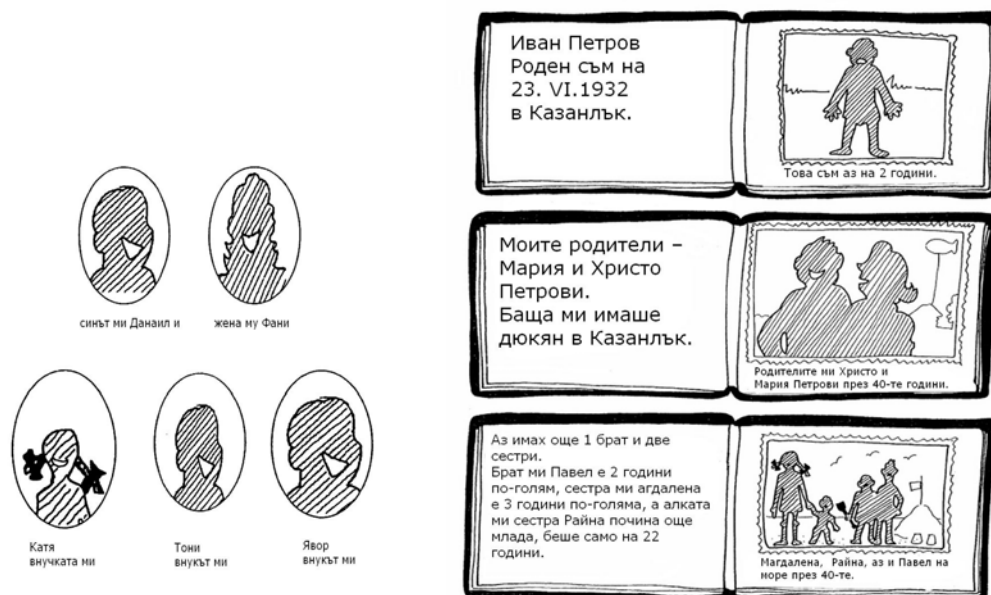 синът ми Данаил и
жена му Фани
Катя
внучката ми
Тони
внукът ми
Явор
внукът ми
Иван Петров
Роден съм на
23. VI.1932
в Казанлък.
Това съм аз на 2 години.
Моите родители –
Мария и Христо
Петрови.
Баща ми имаше
дюкян в Казанлък.
Родителите ми Христо и
Мария Петрови през 40-те години.
Аз имах още 1 брат и две
сестри.
Брат ми Павел е 2 години
по-голям, сестра ми агдалена
е 3 години по-голяма, а алката
ми сестра Райна почина още
млада, беше само на 22
години.
Магдалена, Райна, аз и Павел на
море през 40-те.